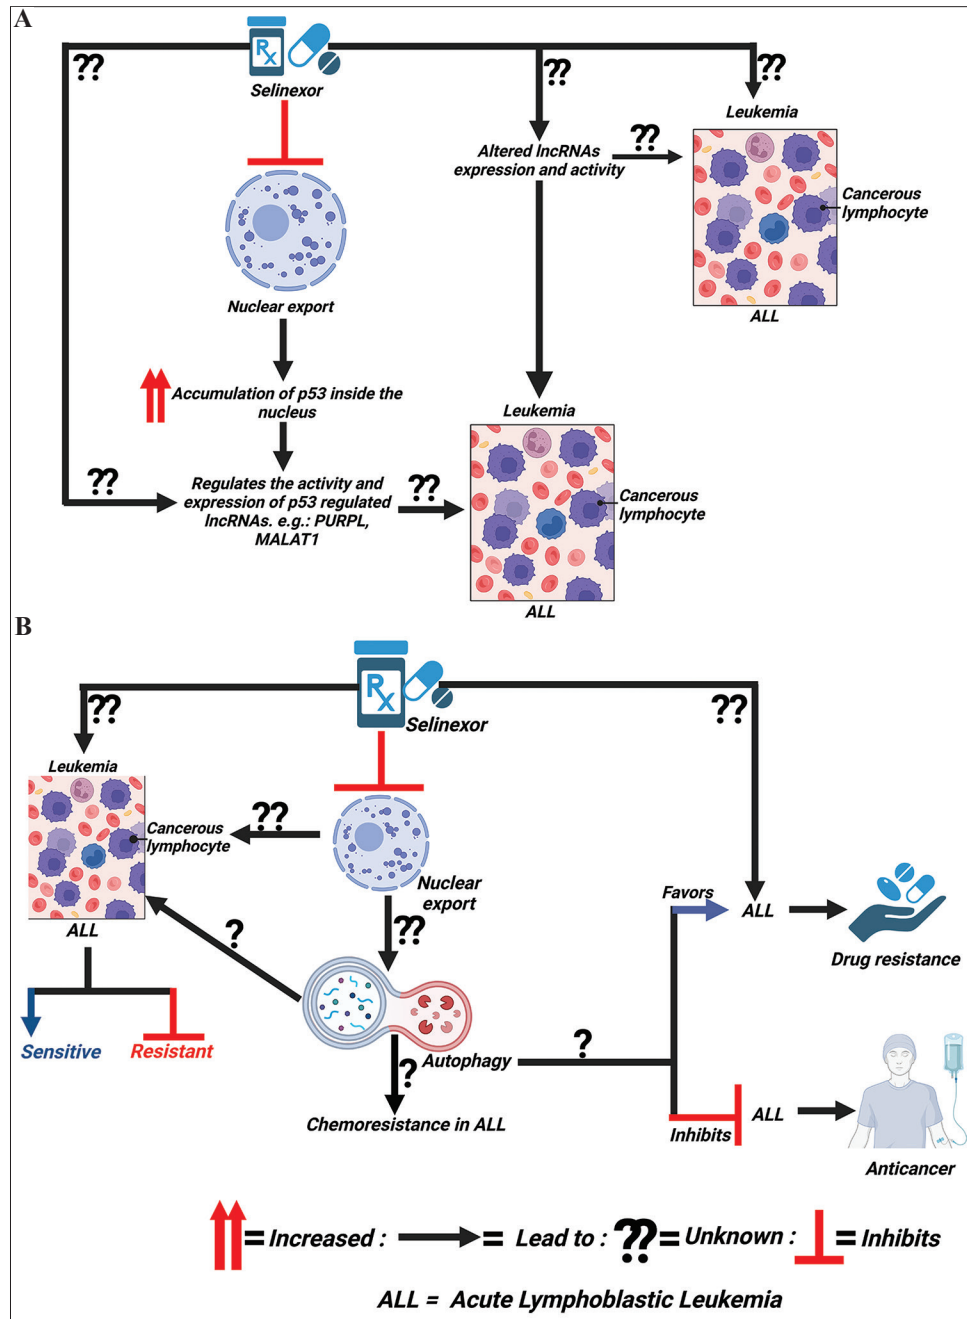 A
??
Rx
Selinexor
??
??
Leukemia
Altered lncRNAs
expression and activity
??
Cancerous
lymphocyte
ALL
Nuclear export
Accumulation of p53 inside the
nucleus
Leukemia
??
Regulates the activity and
expression of p53 regulated
lncRNAs. e.g.: PURPL,
MALAT1
??
Cancerous
lymphocyte
ALL
B
Rx
Selinexor
??
??
Leukemia
Cancerous
lymphocyte
??
ALL
Nuclear
export
??
?
Sensitive
Resistant
Autophagy
?
Chemoresistance in ALL
?
Favors
ALL
Drug resistance
Inhibits
ALL
Anticancer
= Increased : = Lead to : ?? = Unknown : = Inhibits
ALL = Acute Lymphoblastic Leukemia